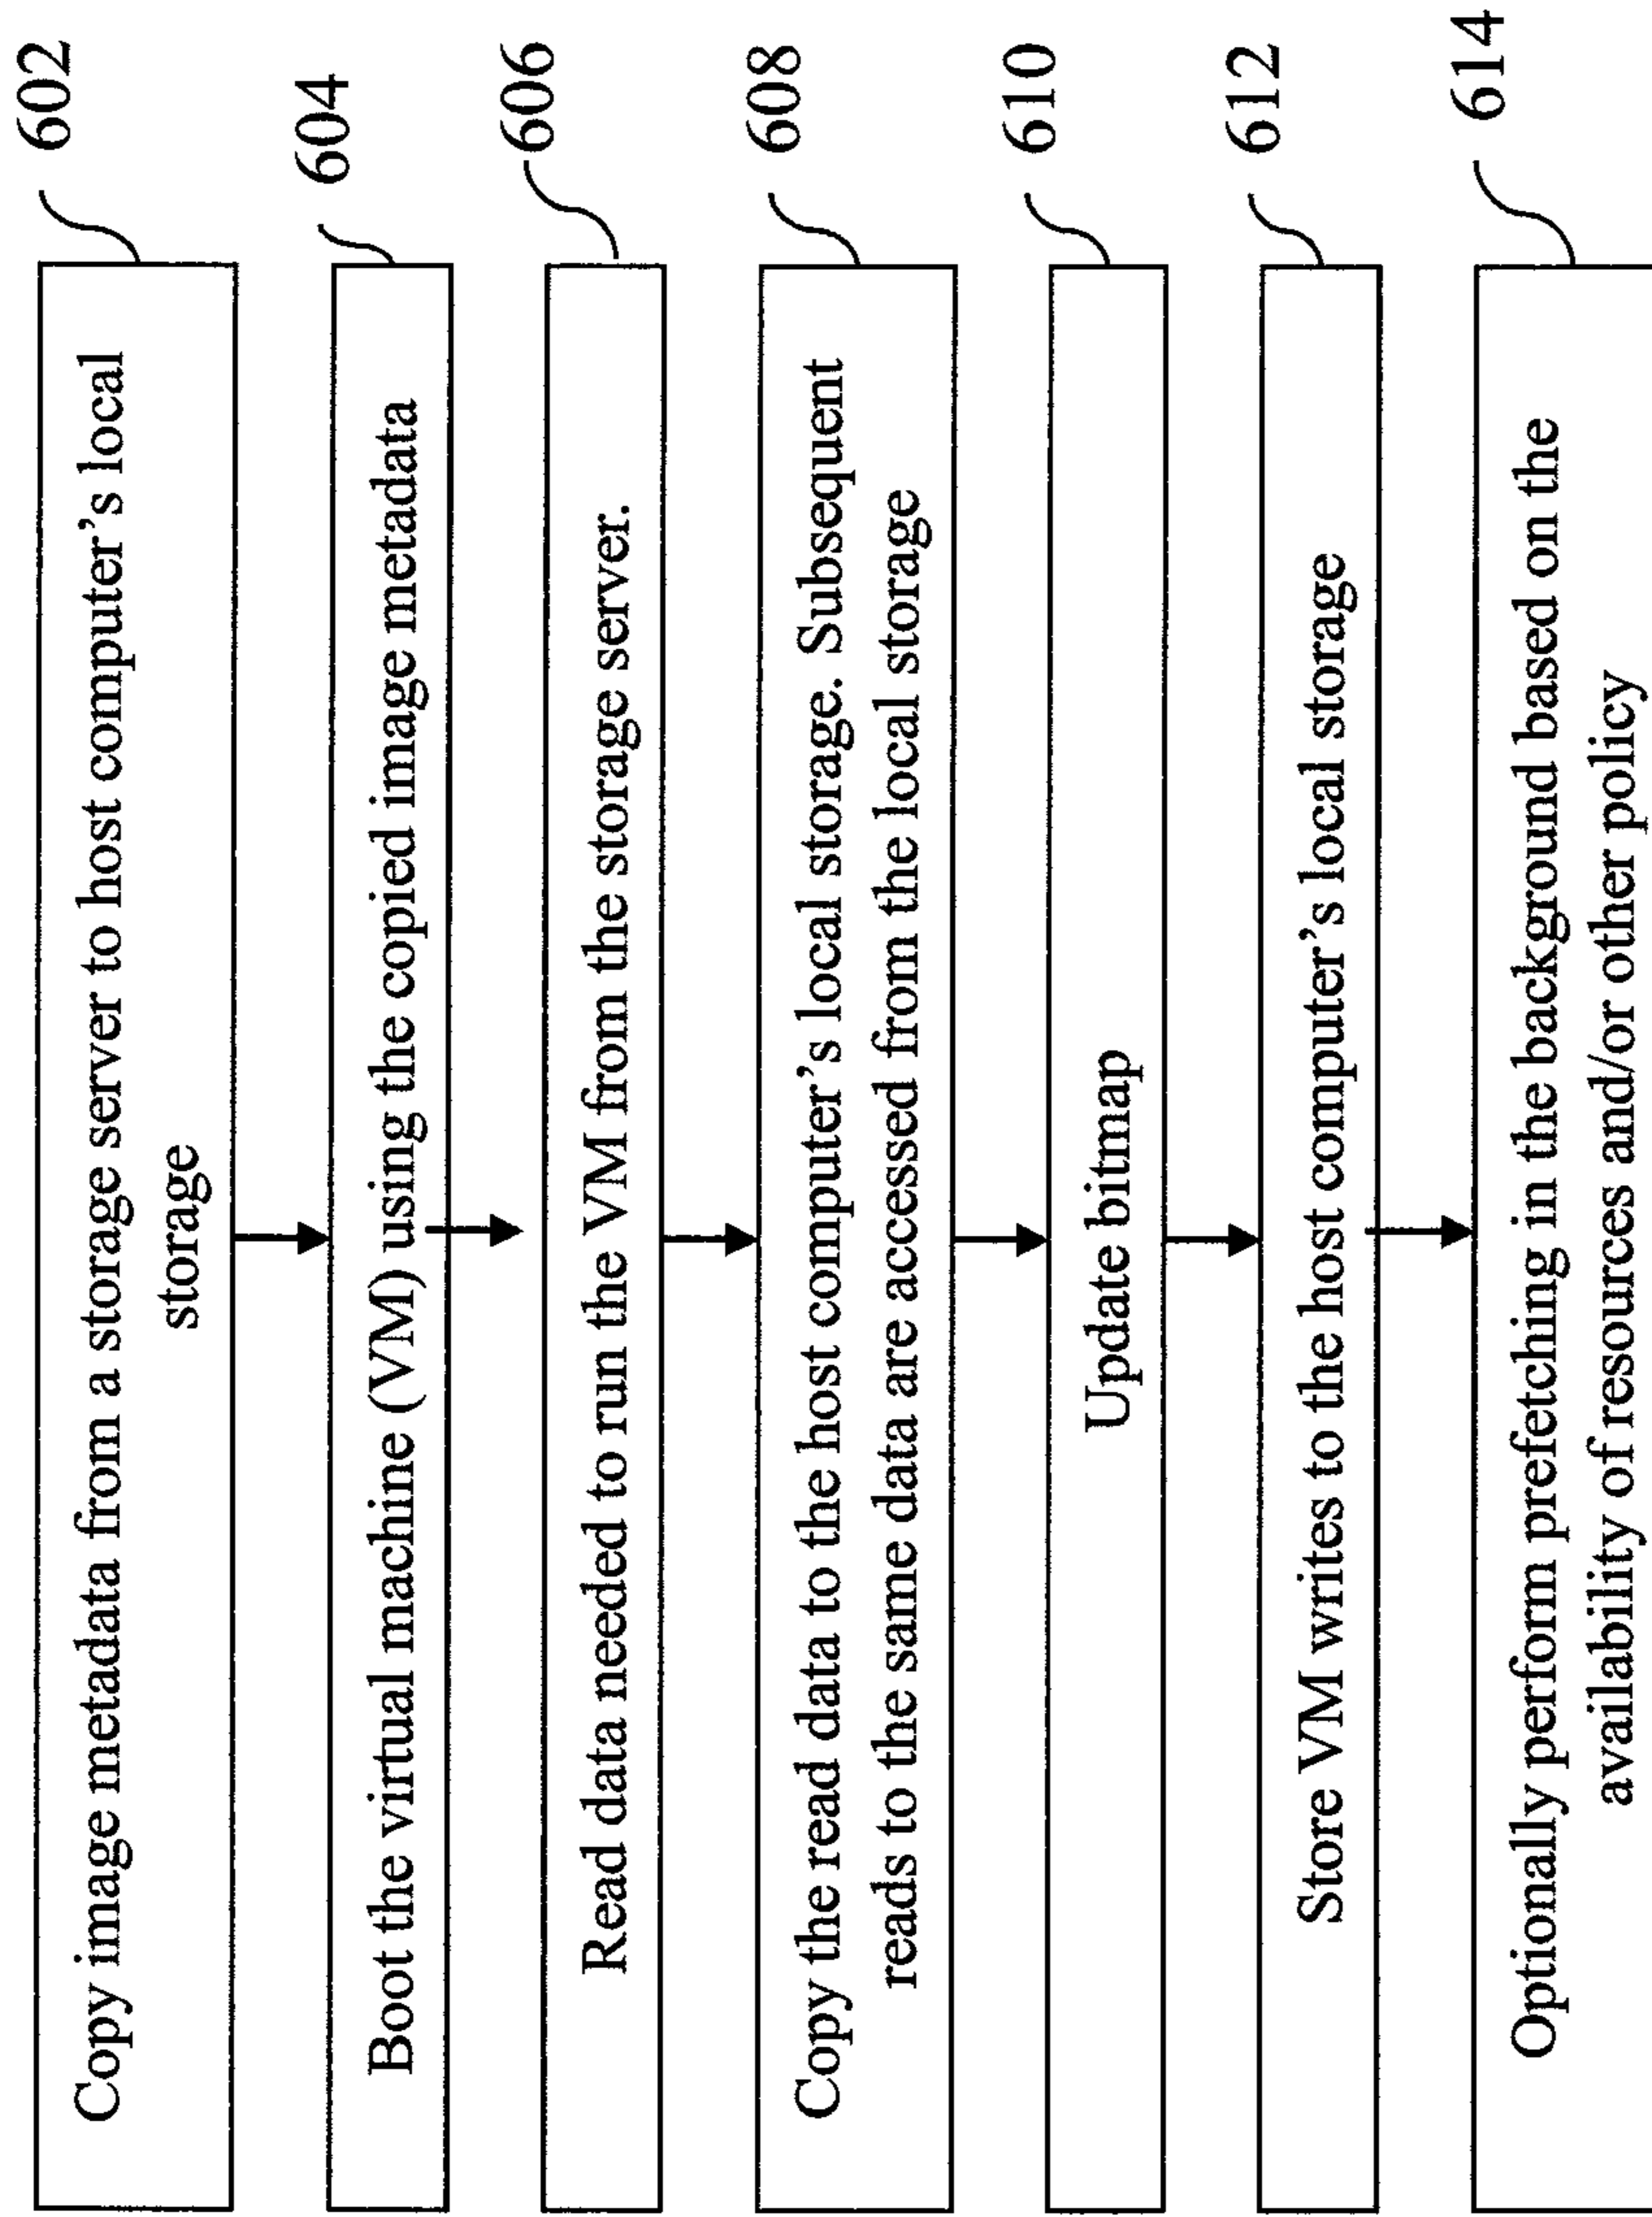 Copy image metadata from a storage server to host computer's local
storage
602
Boot the virtual machine (VM) using the copied image metadata
604
Read data needed to run the VM from the storage server.
606
Copy the read data to the host computer's local storage. Subsequent
reads to the same data are accessed from the local storage
608
Update bitmap
610
Store VM writes to the host computer's local storage
612
Optionally perform prefetching in the background based on the
availability of resources and/or other policy
614